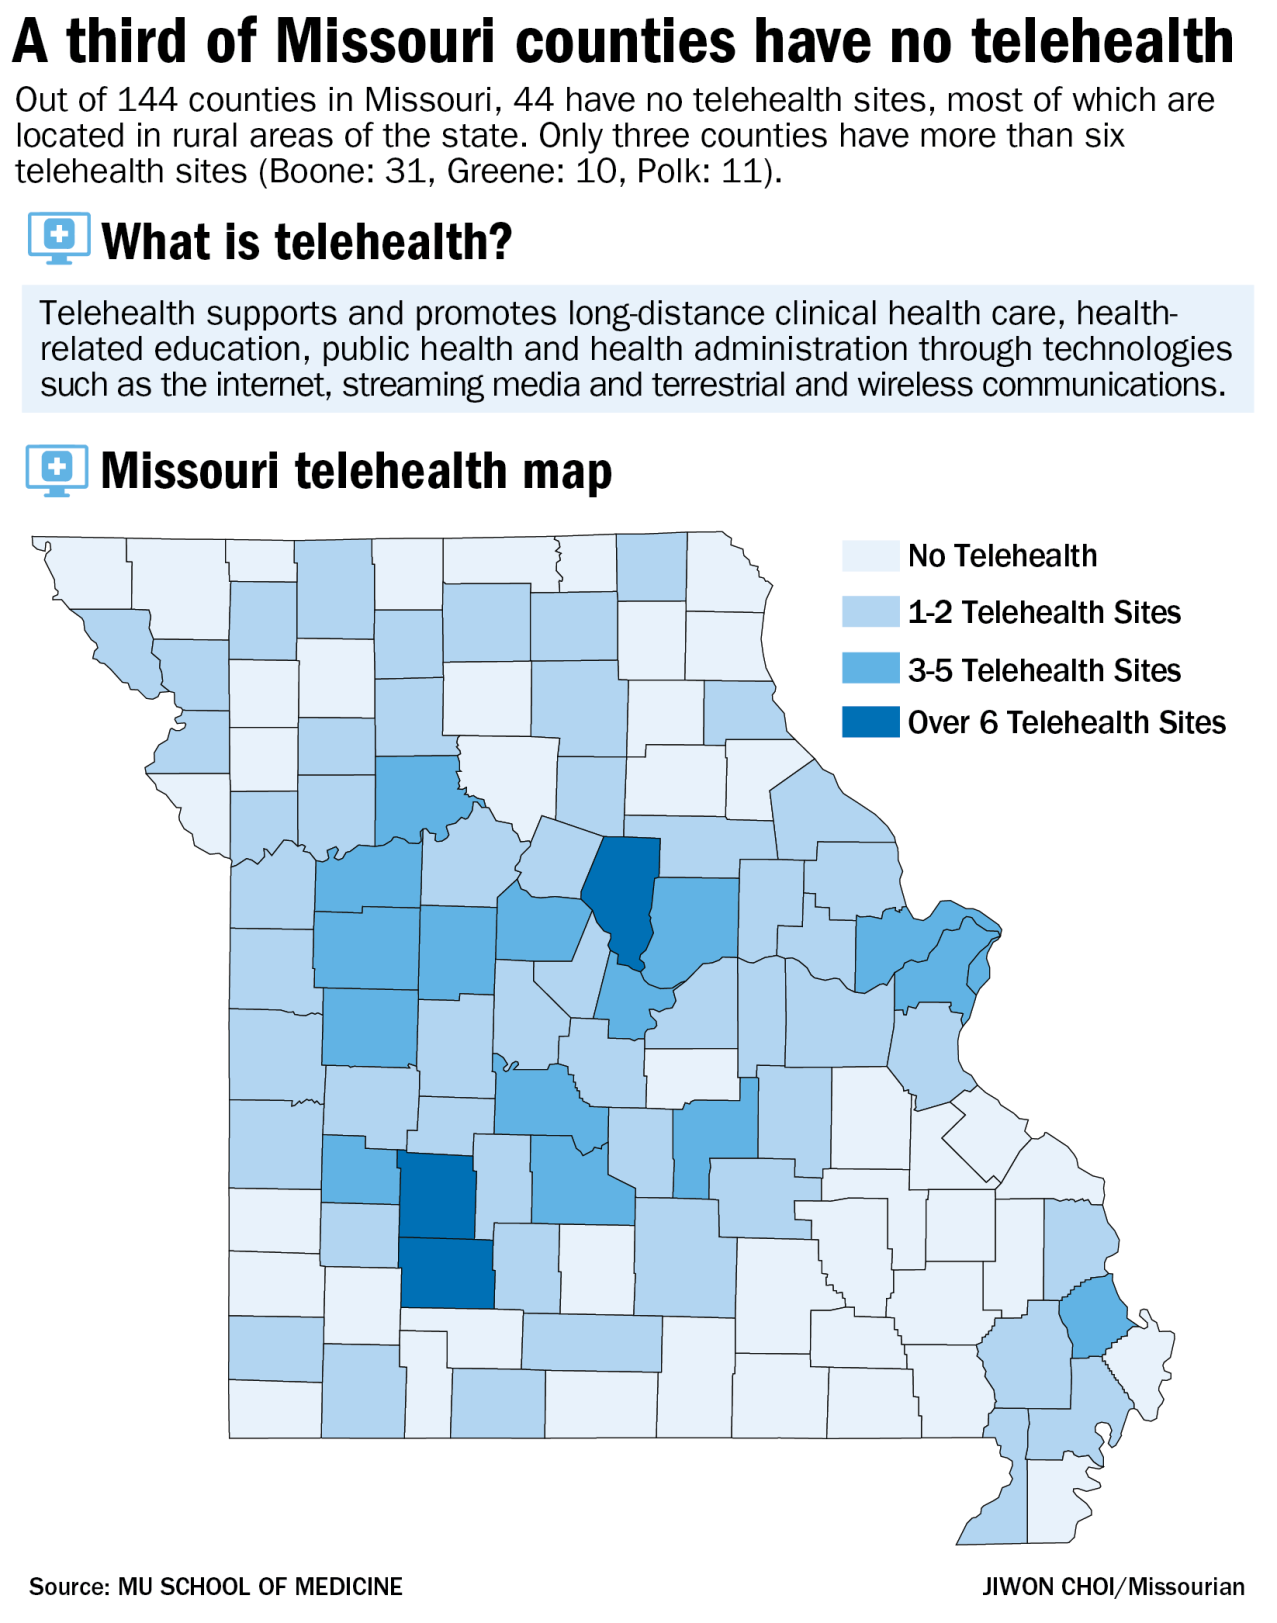 A third of Missouri counties have no telehealth
Out of 144 counties in Missouri, 44 have no telehealth sites, most of which are
located in rural areas of the state. Only three counties have more than six
telehealth sites (Boone: 31, Greene: 10, Polk: 11).
What is telehealth?
Telehealth supports and promotes long-distance clinical health care, health-
related education, public health and health administration through technologies
such as the internet, streaming media and terrestrial and wireless communications.
Missouri telehealth map
No Telehealth
1-2 Telehealth Sites
3-5 Telehealth Sites
Over 6 Telehealth Sites
Source: MU SCHOOL OF MEDICINE
JIWON CHOI/Missourian